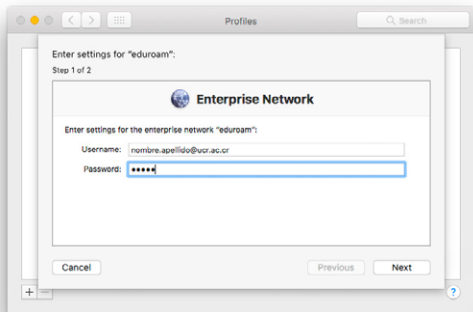 Profiles
Search
Enter settings for "eduroam":
Step 1 of 2
Enterprise Network
Enter settings for the enterprise network "eduroam":
Username: nombre.apellido@ucr.ac.cr
Password: •••••
Cancel
Previous
Next
+ −
?